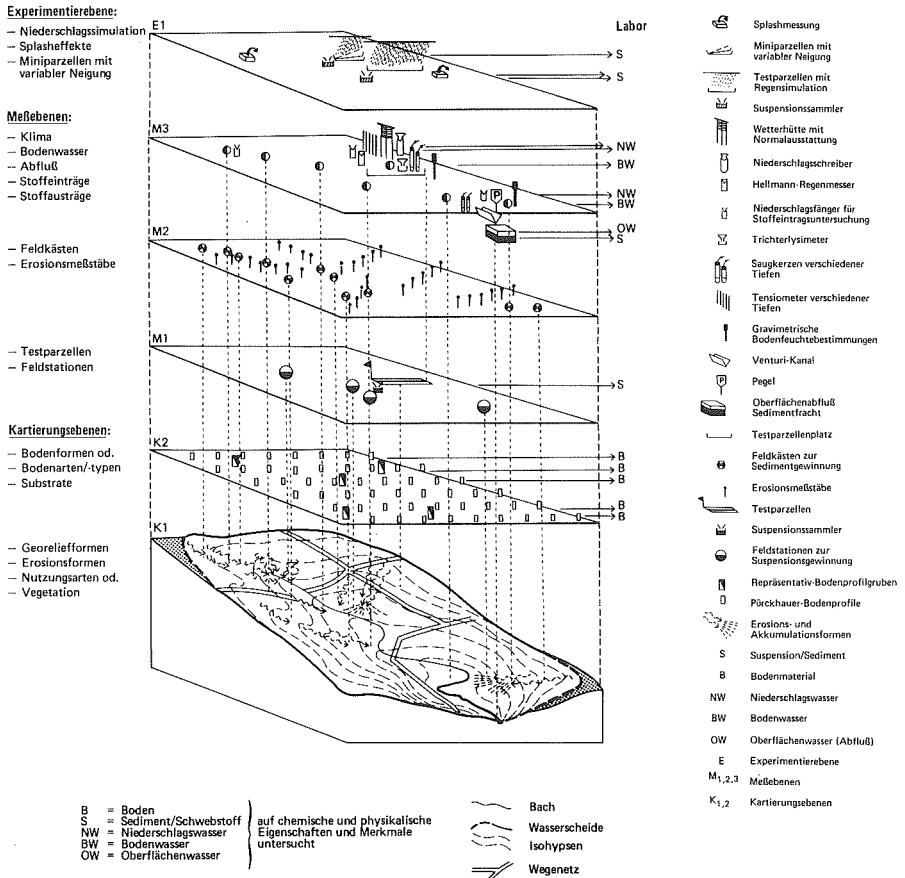 Experimentierebene:
– Niederschlagssimulation
– Splasheffekte
– Miniparzellen mit
variabler Neigung
Meßebenen:
– Klima
– Bodenwasser
– Abfluß
– Stoffeinträge
– Stoffausträge
– Feldkästen
– Erosionsmeßstäbe
– Testparzellen
– Feldstationen
Kartierungsebenen:
– Bodenformen od.
– Bodenarten/-typen
– Substrate
– Georeliefformen
– Erosionsformen
– Nutzungsarten od.
– Vegetation
E1
M3
M2
M1
K2
K1
P
Labor
S
S
NW
BW
NW
BW
OW
S
S
B
B
B
B
B
Splashmessung
Miniparzellen mit
variabler Neigung
Testparzellen mit
Regensimulation
Suspensionssammler
Wetterhütte mit
Normalausstattung
Niederschlagsschreiber
Hellmann-Regenmesser
Niederschlagsfänger für
Stoffeintragsuntersuchung
Trichterlysimeter
Saugkerzen verschiedener
Tiefen
Tensiometer verschiedener
Tiefen
Gravimetrische
Bodenfeuchtebestimmungen
Venturi-Kanal
P Pegel
Oberflächenabfluß
Sedimentfracht
Testparzellenplatz
Feldkästen zur
Sedimentgewinnung
Erosionsmeßstäbe
Testparzellen
Suspensionssammler
Feldstationen zur
Suspensionsgewinnung
Repräsentativ-Bodenprofilgruben
Pürckhauer-Bodenprofile
Erosions- und
Akkumulationsformen
S Suspension/Sediment
B Bodenmaterial
NW Niederschlagswasser
BW Bodenwasser
OW Oberflächenwasser (Abfluß)
E Experimentierebene
M1,2,3 Meßebenen
K1,2 Kartierungsebenen
B = Boden
S = Sediment/Schwebstoff
NW = Niederschlagswasser
BW = Bodenwasser
OW = Oberflächenwasser
auf chemische und physikalische
Eigenschaften und Merkmale
untersucht
Bach
Wasserscheide
Isohypsen
Wegenetz